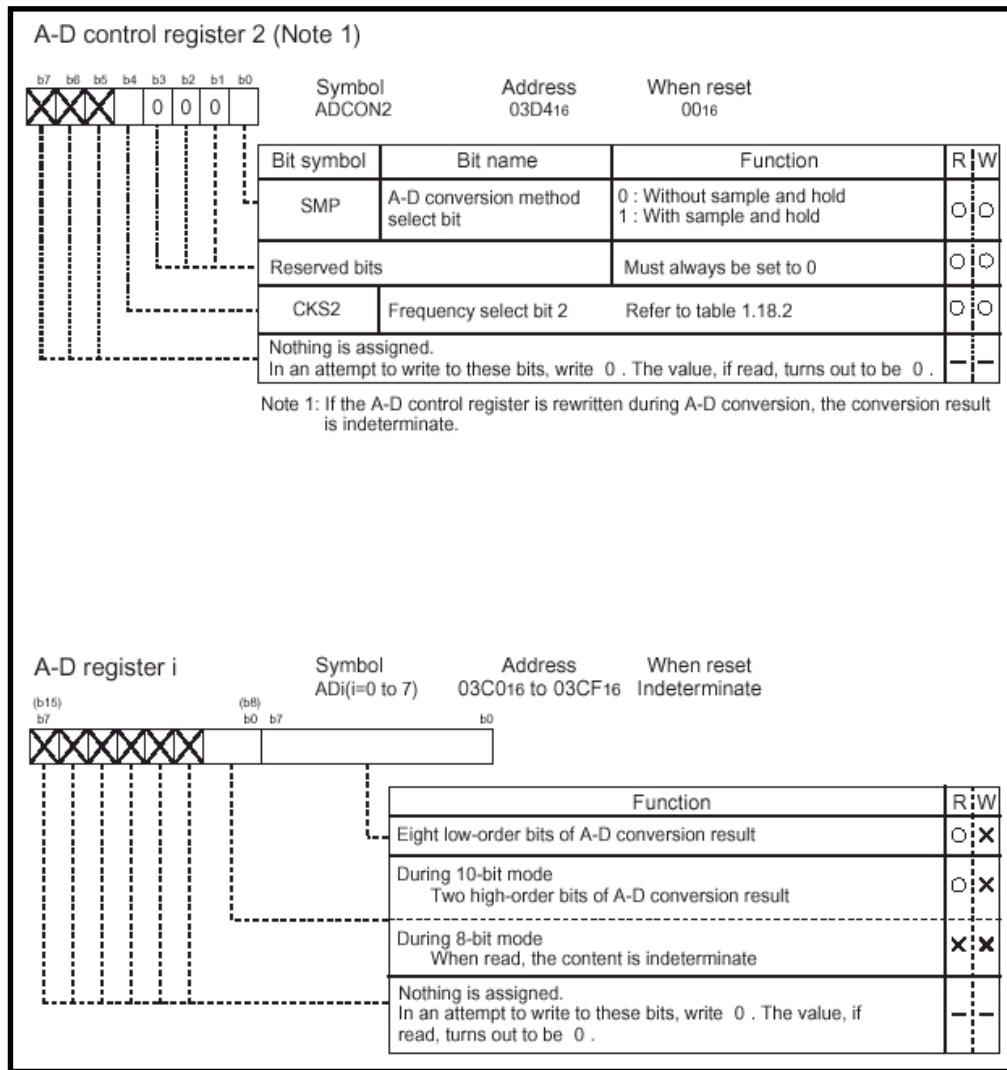 A-D control register 2 (Note 1)
b7 b6 b5 b4 b3 b2 b1 b0
0 0 0
Symbol Address When reset
ADCON2 03D416 0016
Bit symbol Bit name Function R W
SMP A-D conversion method select bit 0 : Without sample and hold
1 : With sample and hold
Reserved bits Must always be set to 0
CKS2 Frequency select bit 2 Refer to table 1.18.2
Nothing is assigned.
In an attempt to write to these bits, write 0 . The value, if read, turns out to be 0 .
Note 1: If the A-D control register is rewritten during A-D conversion, the conversion result
is indeterminate.
A-D register i
Symbol Address When reset
ADi(i=0 to 7) 03C016 to 03CF16 Indeterminate
(b15) (b8)
b7 b0 b7 b0
Function R W
Eight low-order bits of A-D conversion result
During 10-bit mode
Two high-order bits of A-D conversion result
During 8-bit mode
When read, the content is indeterminate
Nothing is assigned.
In an attempt to write to these bits, write 0 . The value, if
read, turns out to be 0 .